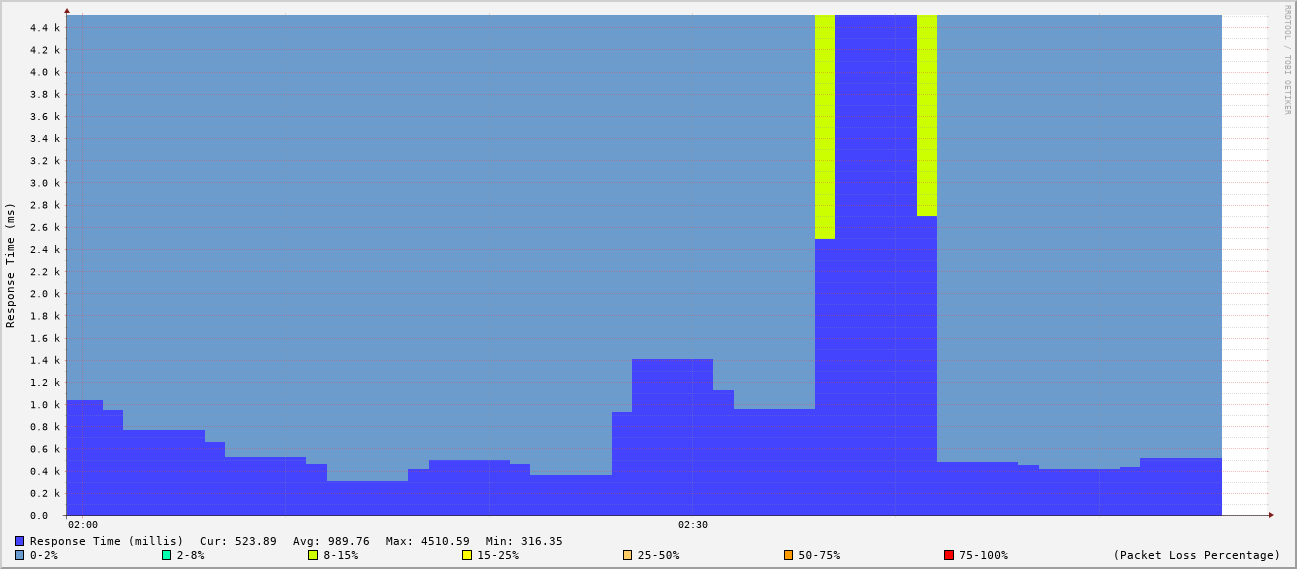 RRDTOOL / TOBI OETIKER
Response Time (ms)
4.4 k
4.2 k
4.0 k
3.8 k
3.6 k
3.4 k
3.2 k
3.0 k
2.8 k
2.6 k
2.4 k
2.2 k
2.0 k
1.8 k
1.6 k
1.4 k
1.2 k
1.0 k
0.8 k
0.6 k
0.4 k
0.2 k
0.0
02:00 02:30
Response Time (millis) Cur: 523.89 Avg: 989.76 Max: 4510.59 Min: 316.35
0-2% 2-8% 8-15% 15-25% 25-50% 50-75% 75-100% (Packet Loss Percentage)